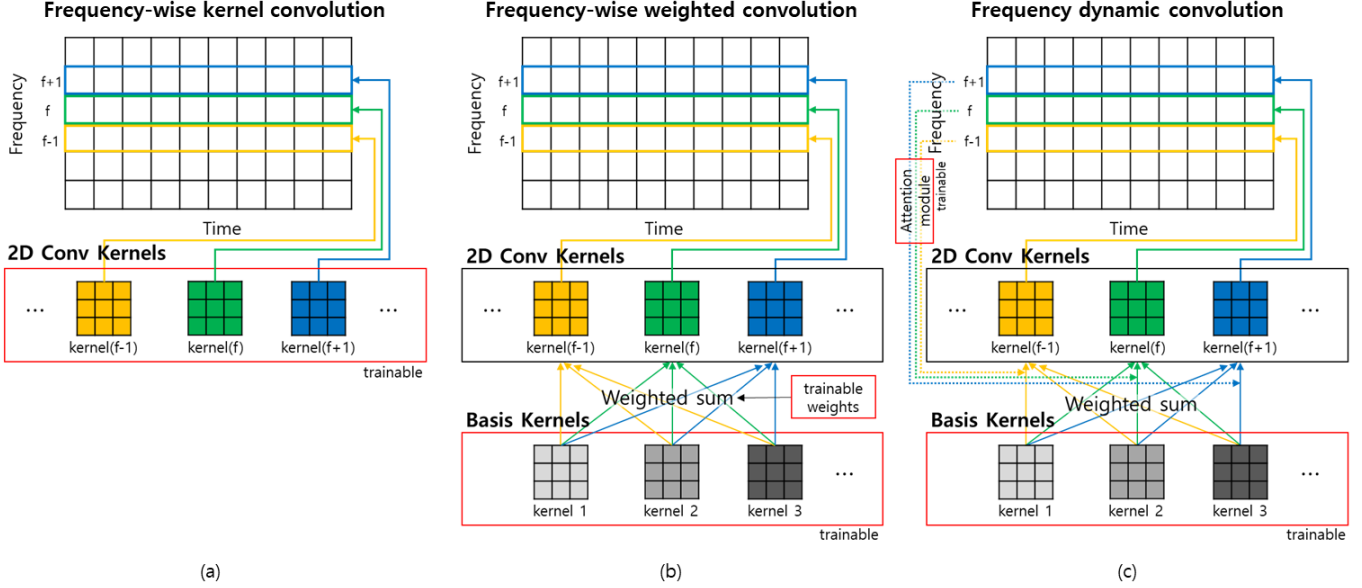 Frequency-wise kernel convolution
Frequency
f+1
f
f-1
Time
2D Conv Kernels
...
kernel(f-1)
kernel(f)
kernel(f+1)
...
trainable
(a)
Frequency-wise weighted convolution
Frequency
f+1
f
f-1
Time
2D Conv Kernels
...
kernel(f-1)
kernel(f)
kernel(f+1)
...
Weighted sum
trainable
weights
Basis Kernels
kernel 1
kernel 2
kernel 3
...
trainable
(b)
Frequency dynamic convolution
Frequency
f+1
f
f-1
Attention
module
trainable
Time
2D Conv Kernels
...
kernel(f-1)
kernel(f)
kernel(f+1)
...
Weighted sum
Basis Kernels
kernel 1
kernel 2
kernel 3
...
trainable
(c)